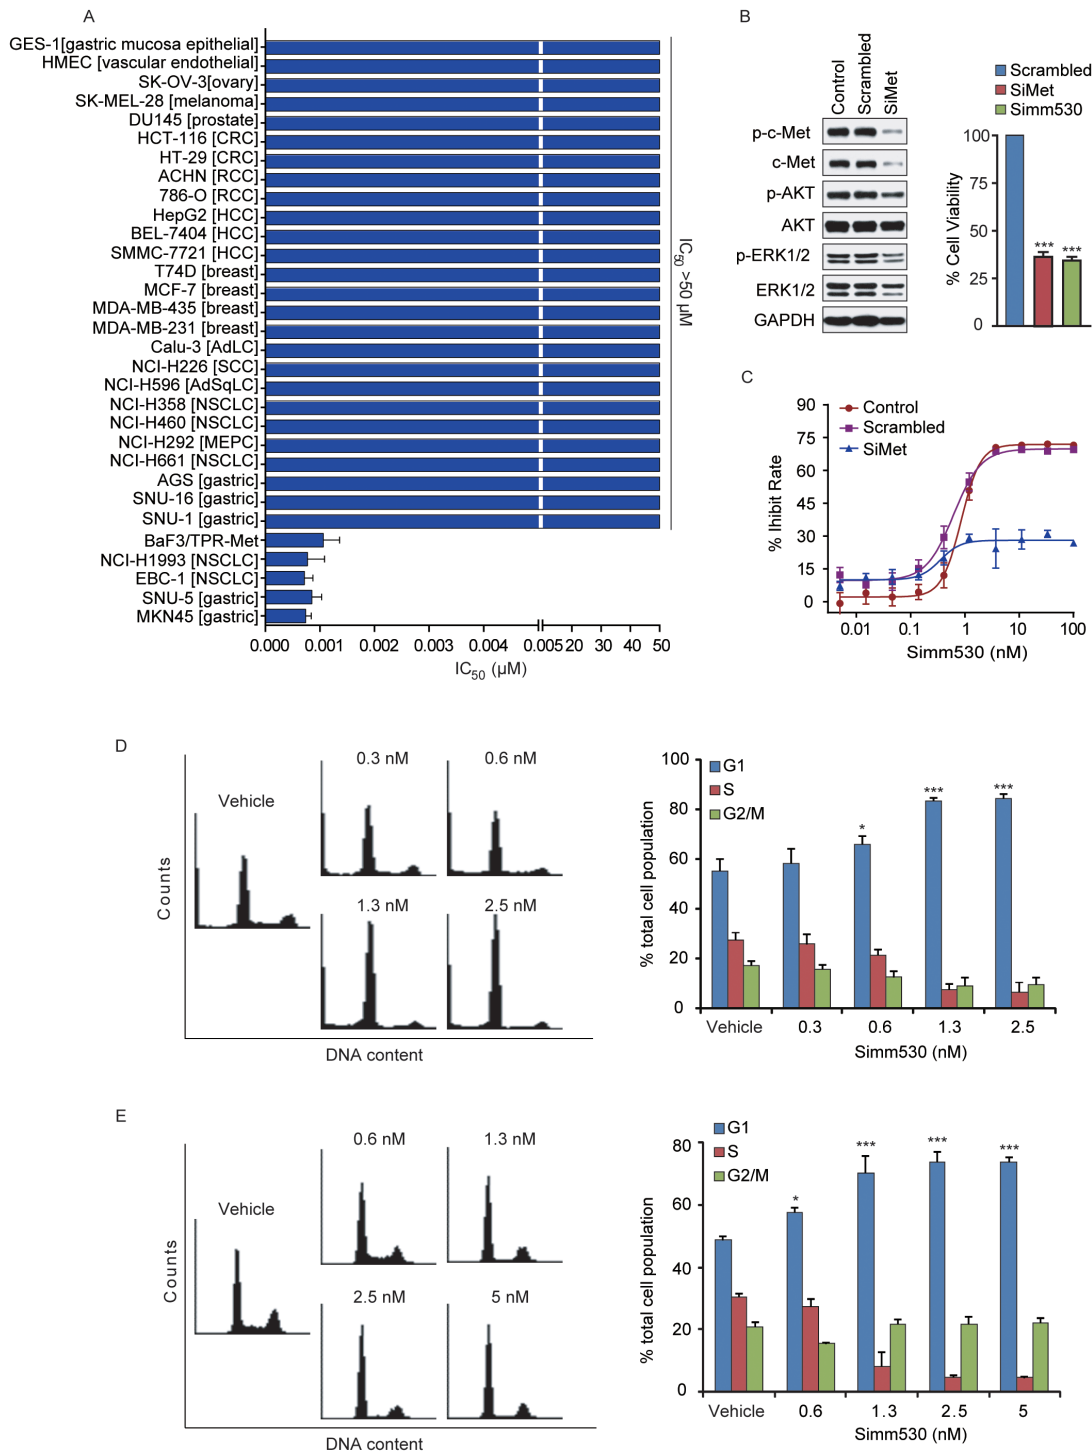 A
GES-1[gastric mucosa epithelial]
HMEC [vascular endothelial]
SK-OV-3[ovary]
SK-MEL-28 [melanoma]
DU145 [prostate]
HCT-116 [CRC]
HT-29 [CRC]
ACHN [RCC]
786-O [RCC]
HepG2 [HCC]
BEL-7404 [HCC]
SMMC-7721 [HCC]
T74D [breast]
MCF-7 [breast]
MDA-MB-435 [breast]
MDA-MB-231 [breast]
Calu-3 [AdLC]
NCI-H226 [SCC]
NCI-H596 [AdSqLC]
NCI-H358 [NSCLC]
NCI-H460 [NSCLC]
NCI-H292 [MEPC]
NCI-H661 [NSCLC]
AGS [gastric]
SNU-16 [gastric]
SNU-1 [gastric]
BaF3/TPR-Met
NCI-H1993 [NSCLC]
EBC-1 [NSCLC]
SNU-5 [gastric]
MKN45 [gastric]
IC50 >50 µM
0.000 0.001 0.002 0.003 0.004 0.005 20 30 40 50
IC50 (µM)
B
Control
Scrambled
SiMet
p-c-Met
c-Met
p-AKT
AKT
p-ERK1/2
ERK1/2
GAPDH
Scrambled
SiMet
Simm530
% Cell Viability
100
75
50
25
0
*** ***
C
% Ihibit Rate
90
75
60
45
30
15
0
Control
Scrambled
SiMet
0.01 0.1 1 10 100
Simm530 (nM)
D
Counts
Vehicle
0.3 nM
0.6 nM
1.3 nM
2.5 nM
DNA content
% total cell population
100
80
60
40
20
0
G1
S
G2/M
* *** ***
Vehicle 0.3 0.6 1.3 2.5
Simm530 (nM)
E
Counts
Vehicle
0.6 nM
1.3 nM
2.5 nM
5 nM
DNA content
% total cell population
80
60
40
20
0
G1
S
G2/M
* *** *** ***
Vehicle 0.6 1.3 2.5 5
Simm530 (nM)